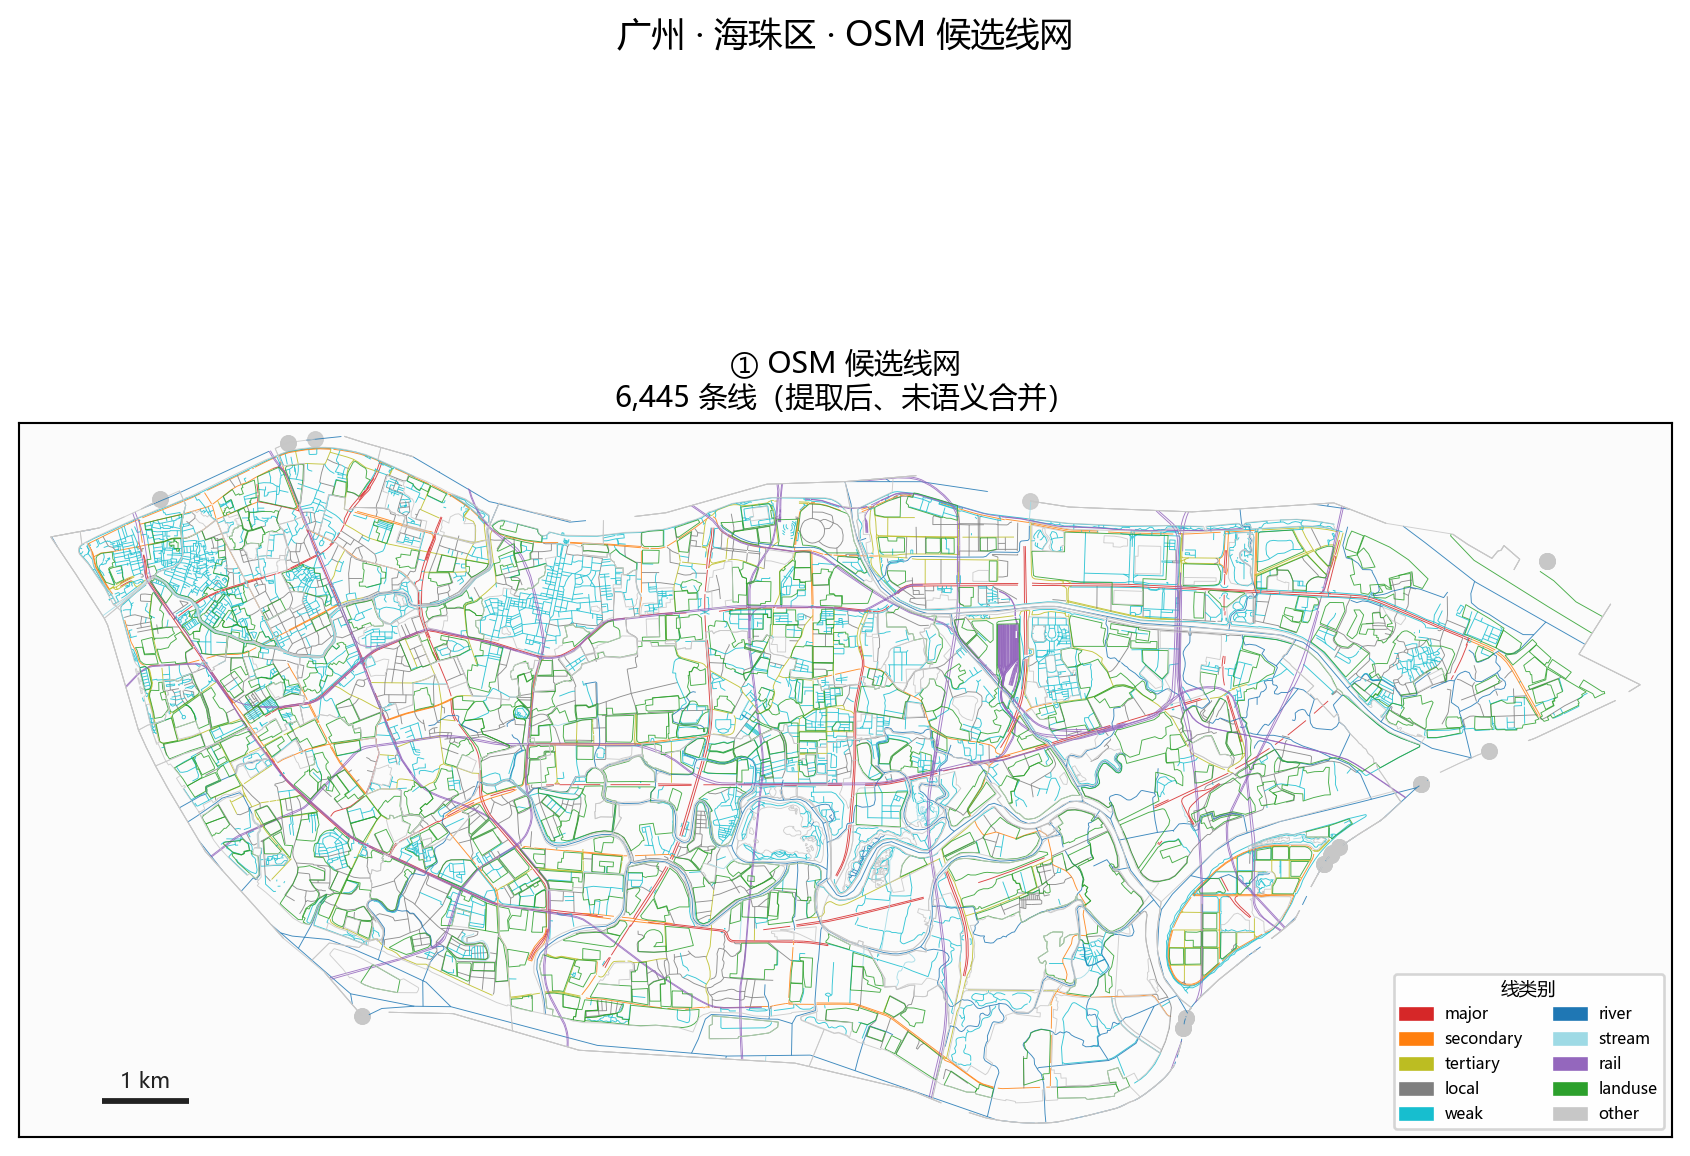 广州 · 海珠区 · OSM 候选线网
① OSM 候选线网
6,445 条线（提取后、未语义合并）
1 km
线类别
major
secondary
tertiary
local
weak
river
stream
rail
landuse
other